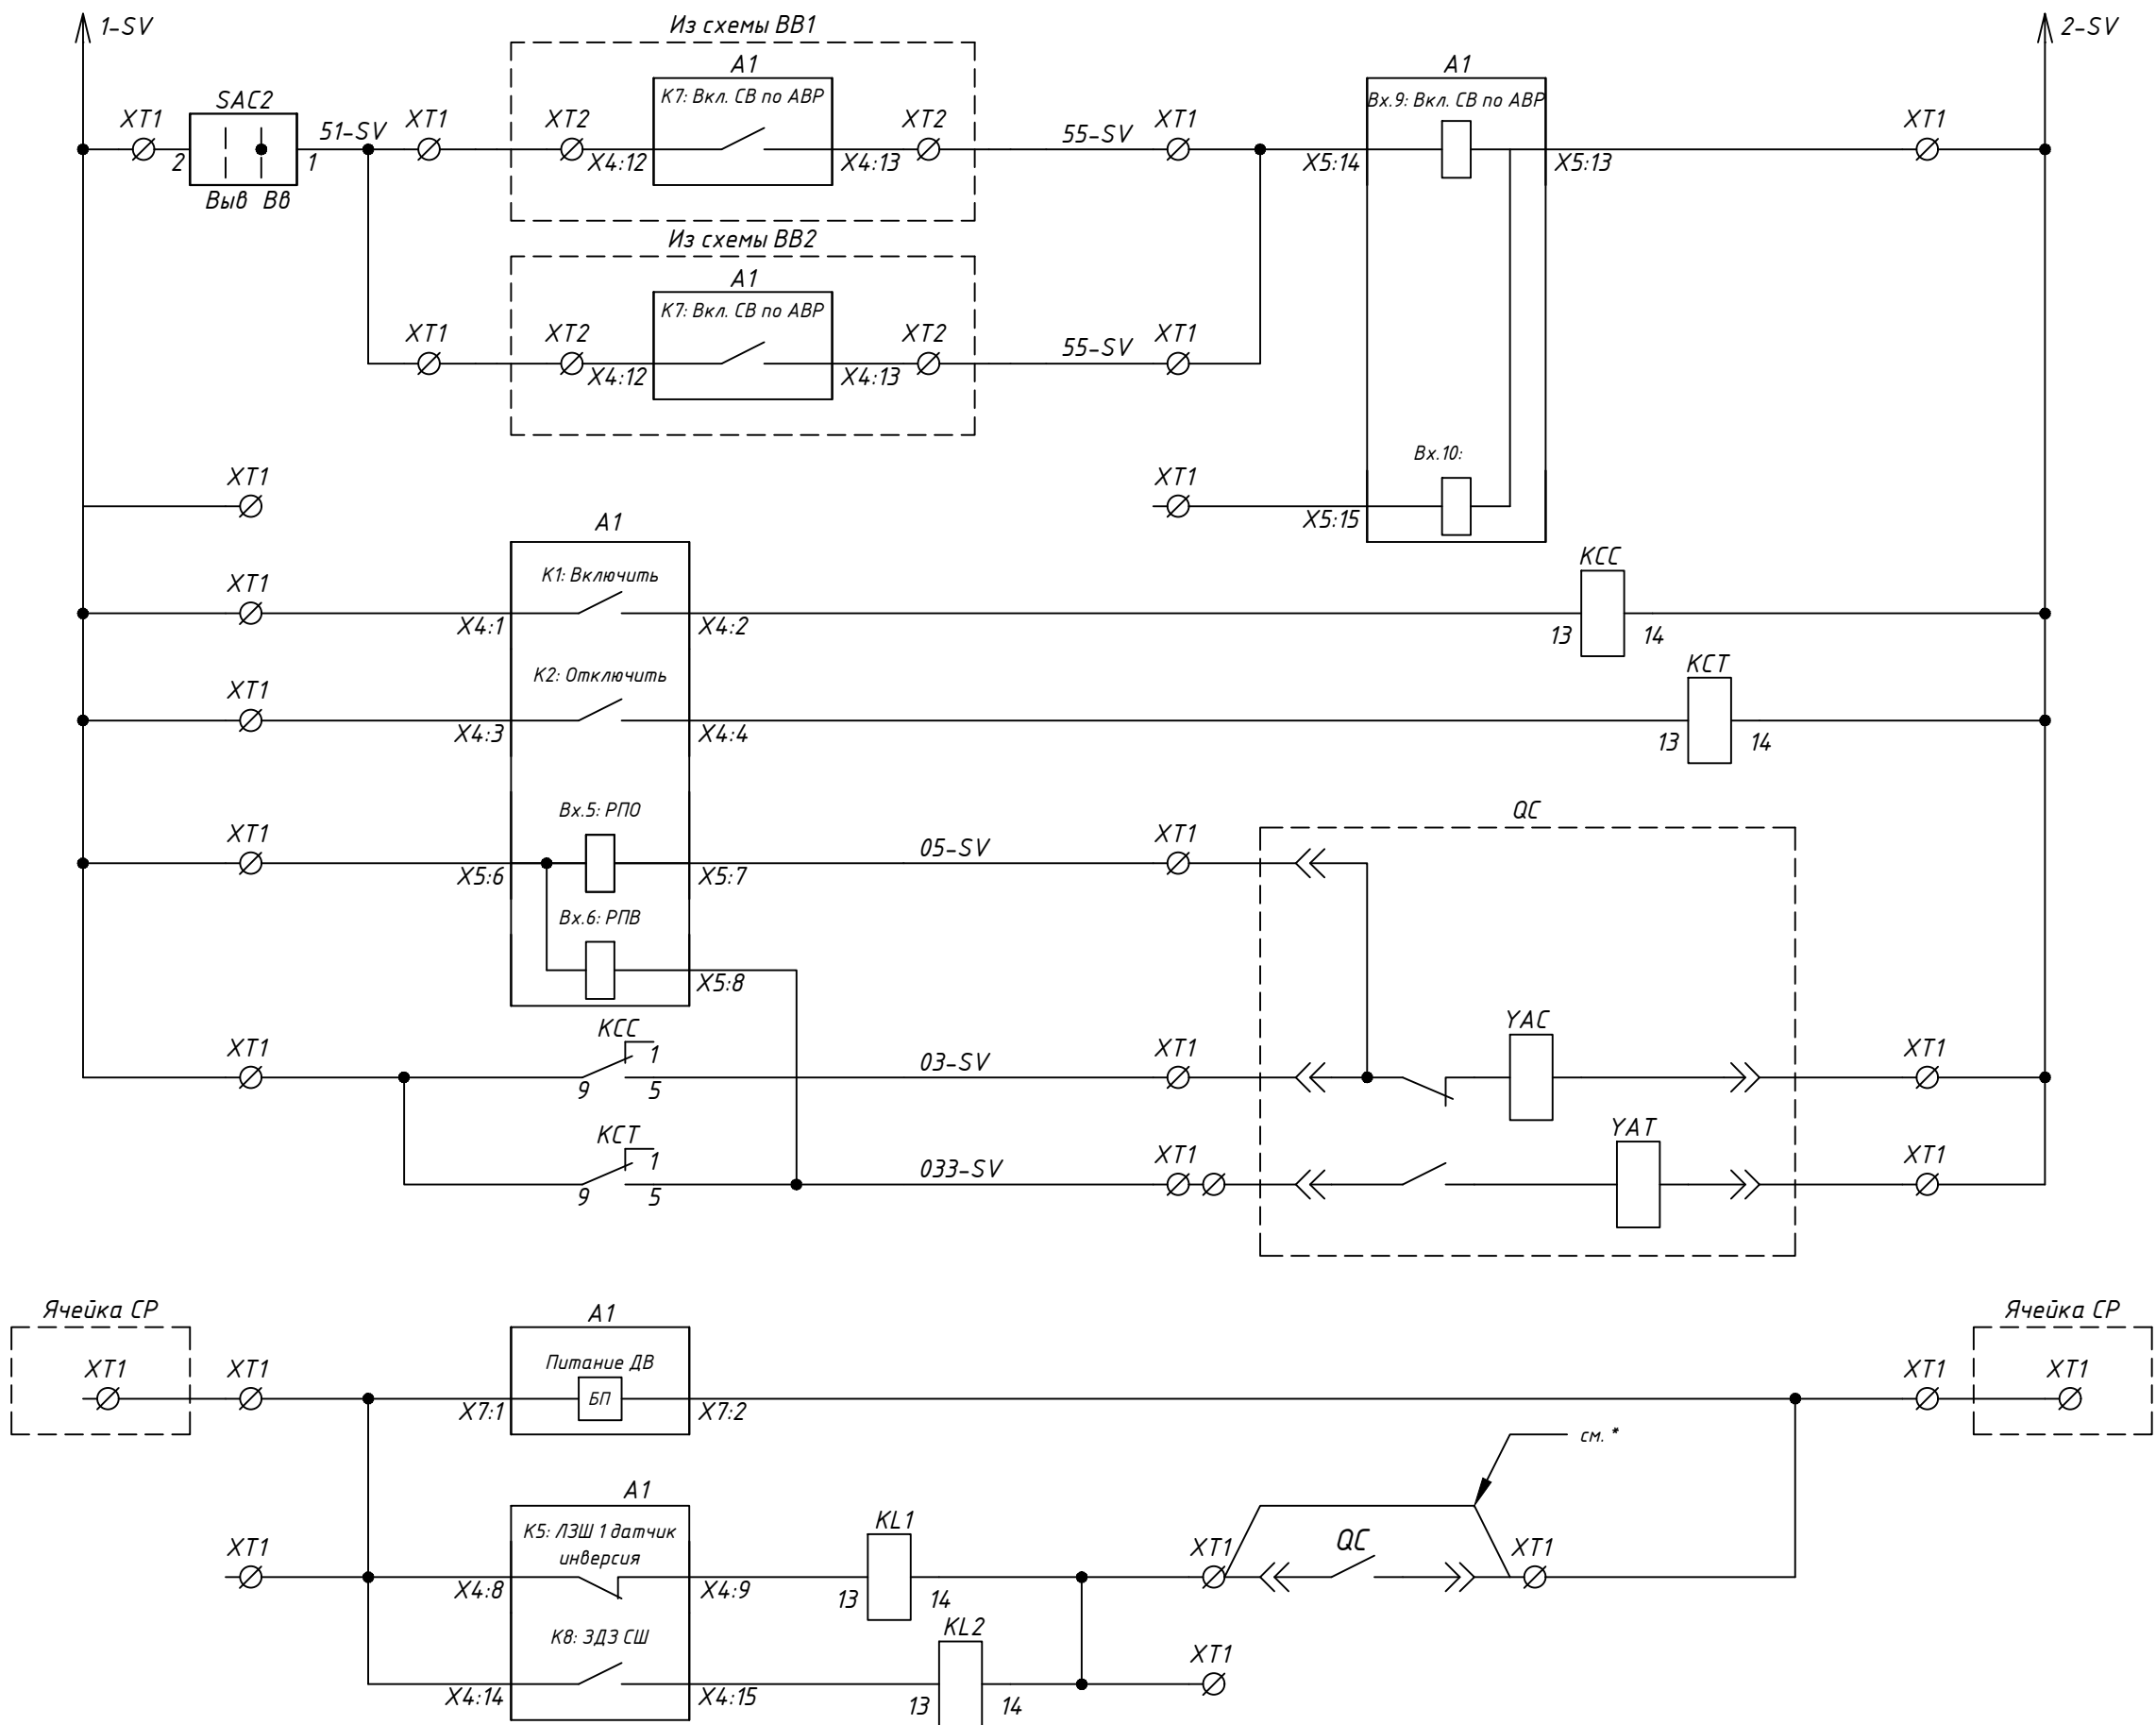 1-SV
Из схемы ВВ1
2-SV
A1
A1
SAC2
К7: Вкл. СВ по АВР
Вх.9: Вкл. СВ по АВР
XT1
51-SV
XT1
XT2
XT2
55-SV
XT1
XT1
2
1
X4:12
X4:13
X5:14
X5:13
Выв
Вв
Из схемы ВВ2
A1
К7: Вкл. СВ по АВР
XT1
XT2
XT2
55-SV
XT1
X4:12
X4:13
Вх.10:
XT1
XT1
X5:15
A1
KCC
К1: Включить
XT1
X4:1
X4:2
13
14
KCT
К2: Отключить
XT1
X4:3
X4:4
13
14
Вх.5: РПО
QC
XT1
05-SV
XT1
X5:6
X5:7
Вх.6: РПВ
X5:8
KCC
YAC
XT1
1
03-SV
XT1
XT1
9
5
KCT
YAT
1
033-SV
XT1
XT1
9
5
Ячейка СР
A1
Ячейка СР
XT1
XT1
Питание ДВ
XT1
XT1
БП
X7:1
X7:2
см. *
A1
К5: ЛЗШ 1 датчик
инверсия
KL1
XT1
XT1
QC
XT1
X4:8
X4:9
13
14
К8: ЗДЗ СШ
KL2
XT1
X4:14
X4:15
13
14